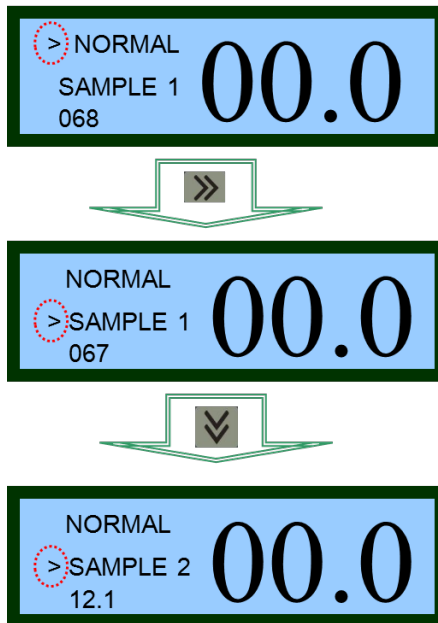 > NORMAL
SAMPLE 1
068
00.0
NORMAL
> SAMPLE 1
067
00.0
NORMAL
> SAMPLE 2
12.1
00.0